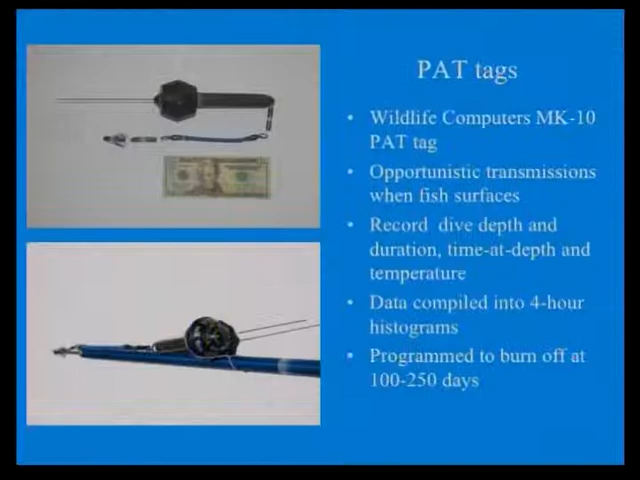 PAT tags
• Wildlife Computers MK-10
PAT tag
• Opportunistic transmissions
when fish surfaces
• Record dive depth and
duration, time-at-depth and
temperature
• Data compiled into 4-hour
histograms
• Programmed to burn off at
100-250 days